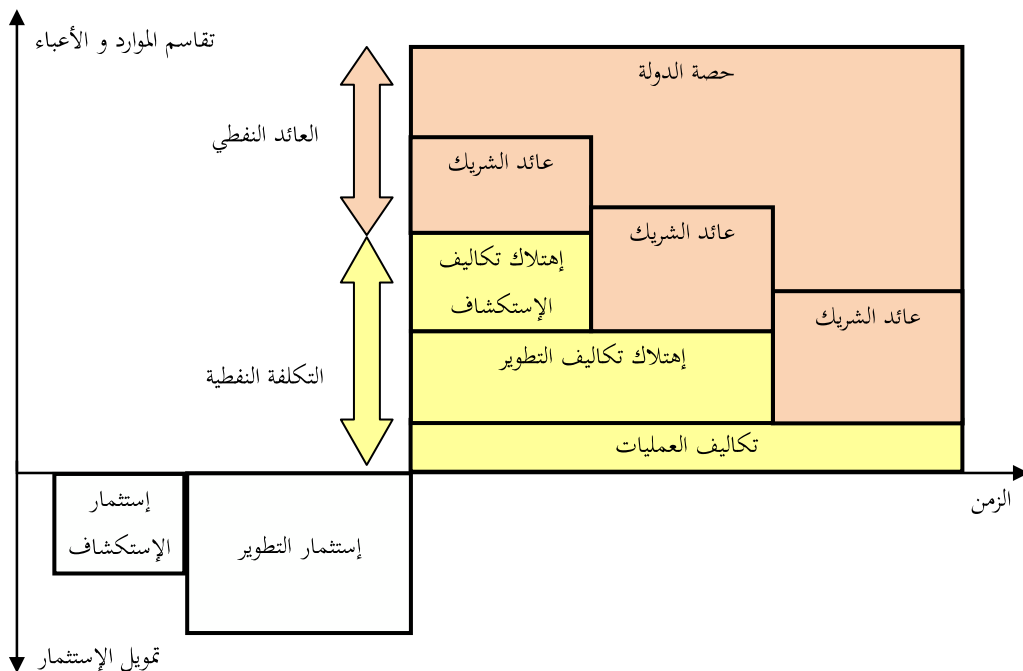 تقاسم الموارد و الأعباء
حصة الدولة
العائد النفطي
عائد الشريك
عائد الشريك
إهتلاك تكاليف
الإستكشاف
عائد الشريك
إهتلاك تكاليف التطوير
التكلفة النفطية
تكاليف العمليات
الزمن
إستثمار
الإستكشاف
إستثمار التطوير
تمويل الإستثمار